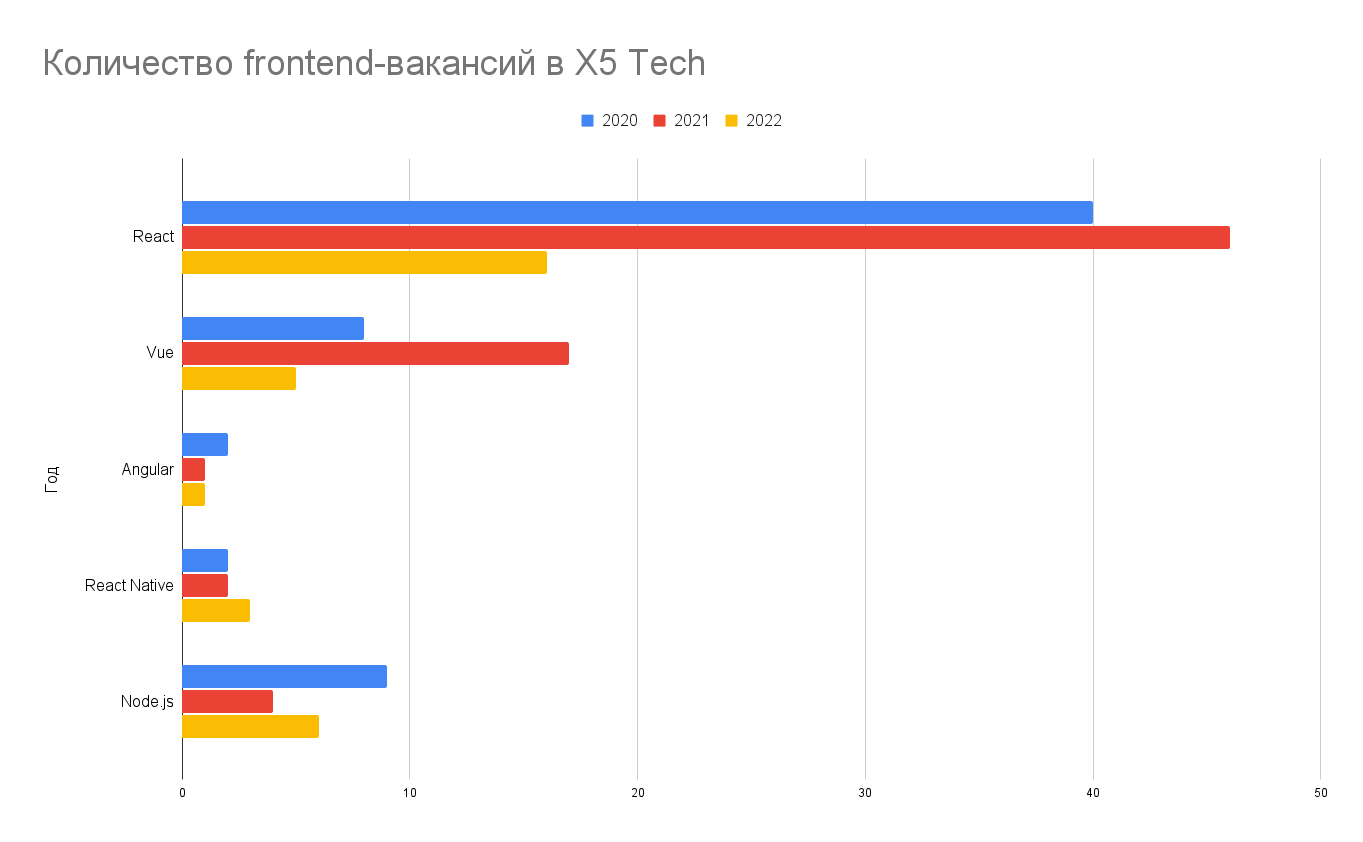 Количество frontend-вакансий в X5 Tech
2020 2021 2022
React
Vue
Angular
React Native
Node.js
Год
0 10 20 30 40 50